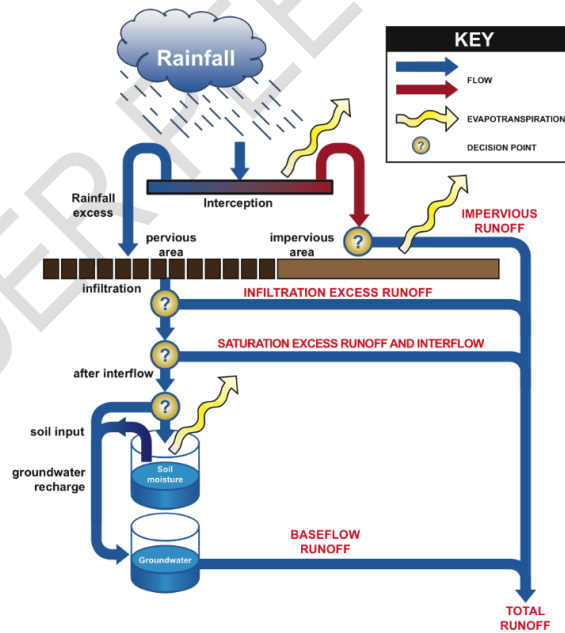 Rainfall
KEY
FLOW
EVAPOTRANSPIRATION
?
DECISION POINT
Rainfall
excess
Interception
IMPERVIOUS
RUNOFF
?
pervious
area
impervious
area
infiltration
?
INFILTRATION EXCESS RUNOFF
?
SATURATION EXCESS RUNOFF AND INTERFLOW
after interflow
?
soil input
groundwater
recharge
Soil
moisture
BASEFLOW
RUNOFF
Groundwater
TOTAL
RUNOFF